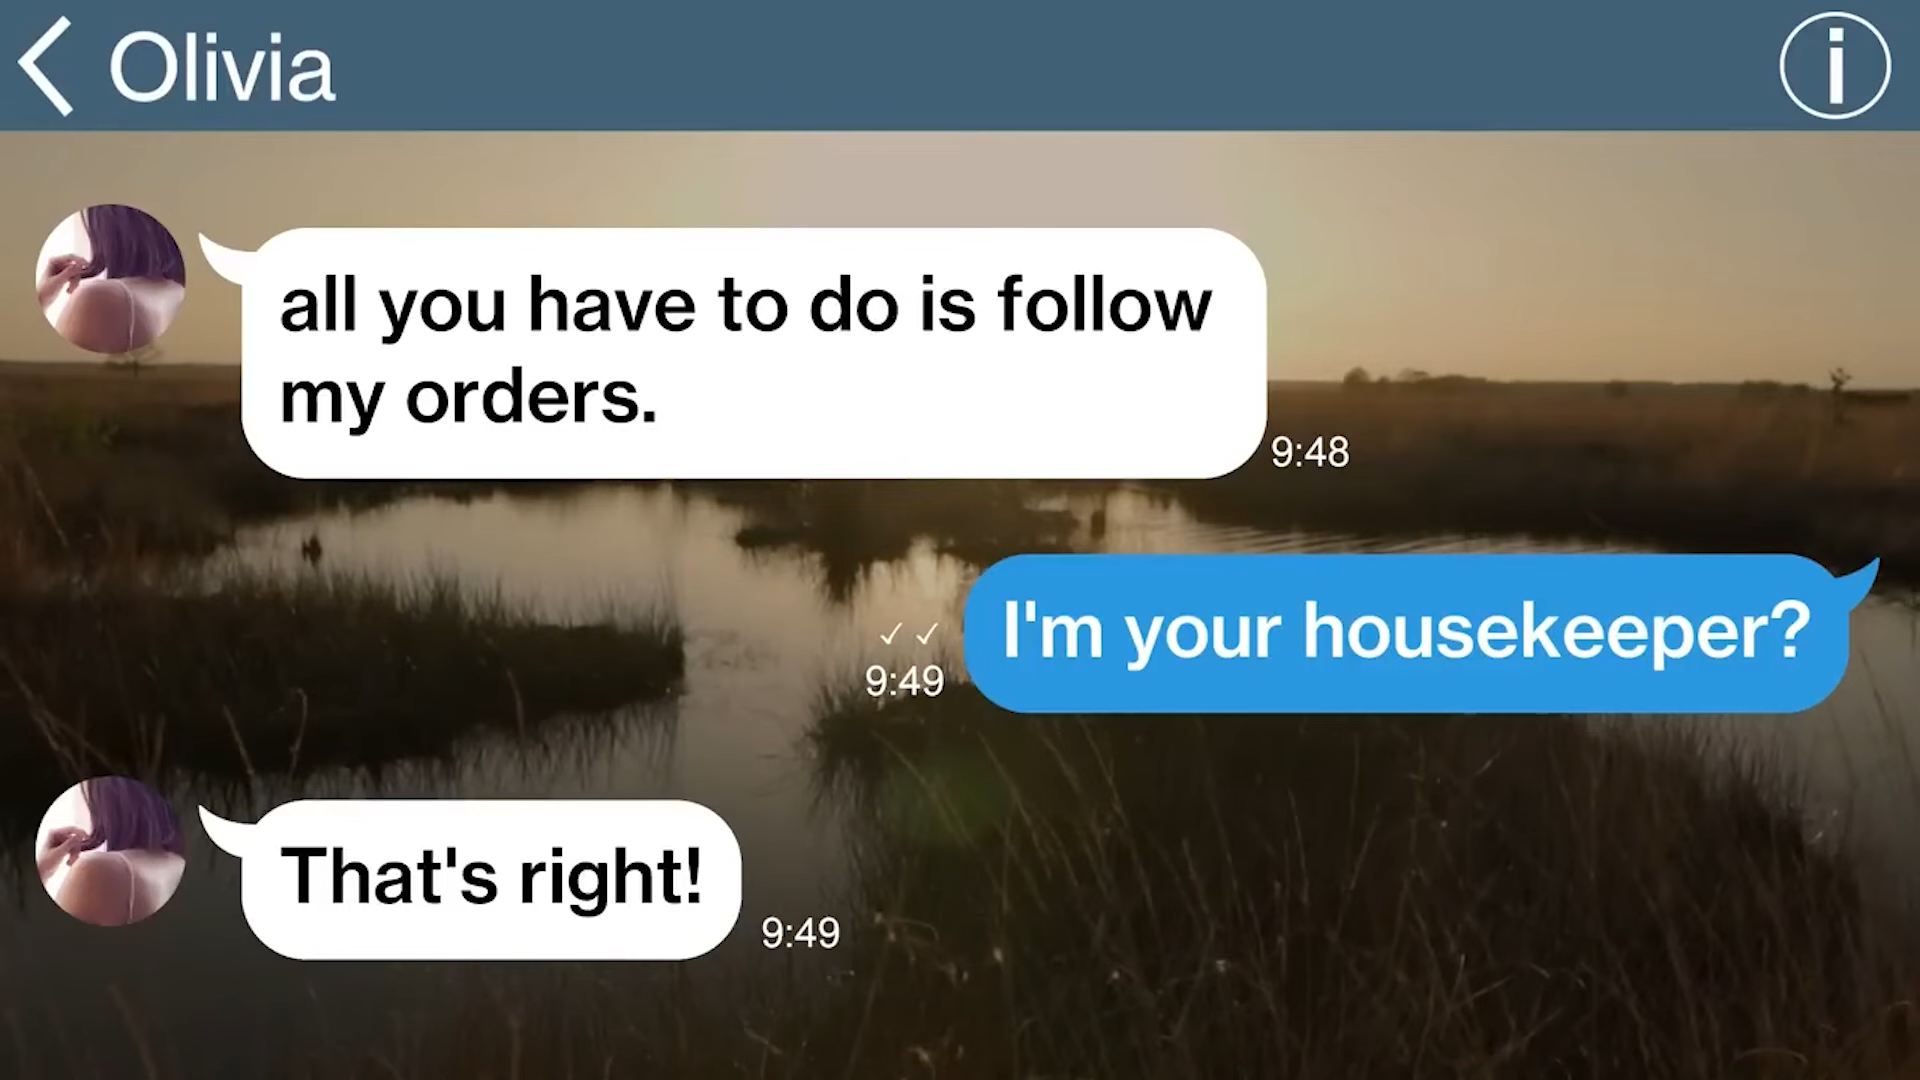 Olivia
all you have to do is follow
my orders.
9:48
I'm your housekeeper?
✓ ✓
9:49
That's right!
9:49